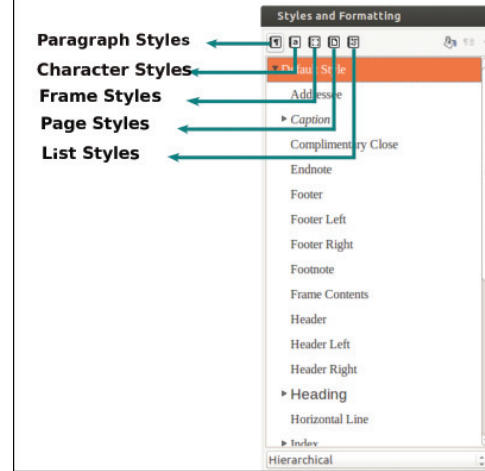 Styles and Formatting
Paragraph Styles
Character Styles
Frame Styles
Page Styles
List Styles
Default Style
Addressee
Caption
Complimentary Close
Endnote
Footer
Footer Left
Footer Right
Footnote
Frame Contents
Header
Header Left
Header Right
Heading
Horizontal Line
Index
Hierarchical